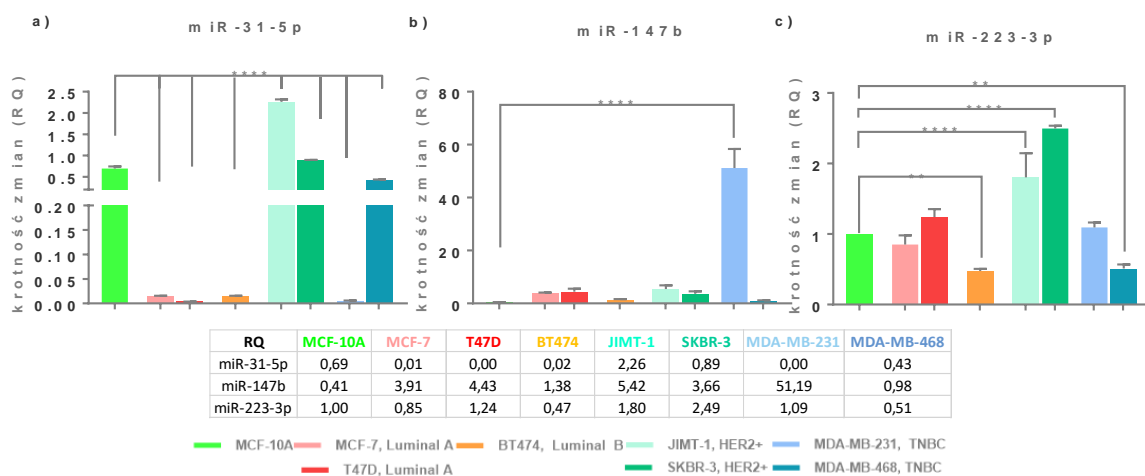 a)
miR-31-5p
b)
miR-147b
c)
miR-223-3p
krotność zmian (RQ)
2.5
2.0
1.5
1.0
0.5
0.20
0.15
0.10
0.05
0.00
****
krotność zmian (RQ)
80
60
40
20
0
****
krotność zmian (RQ)
3
2
1
0
**
****
****
**
RQ MCF-10A MCF-7 T47D BT474 JIMT-1 SKBR-3 MDA-MB-231 MDA-MB-468
miR-31-5p 0,69 0,01 0,00 0,02 2,26 0,89 0,00 0,43
miR-147b 0,41 3,91 4,43 1,38 5,42 3,66 51,19 0,98
miR-223-3p 1,00 0,85 1,24 0,47 1,80 2,49 1,09 0,51
MCF-10A MCF-7, Luminal A BT474, Luminal B JIMT-1, HER2+ MDA-MB-231, TNBC
T47D, Luminal A SKBR-3, HER2+ MDA-MB-468, TNBC